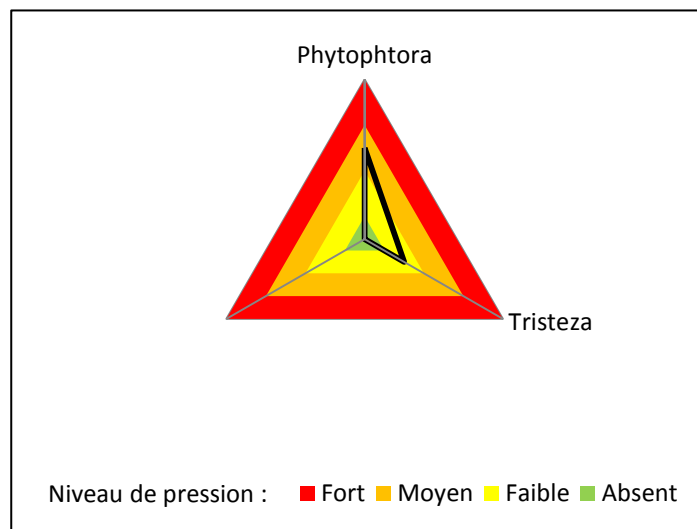 Phytophtora
Tristeza
Niveau de pression : Fort Moyen Faible Absent